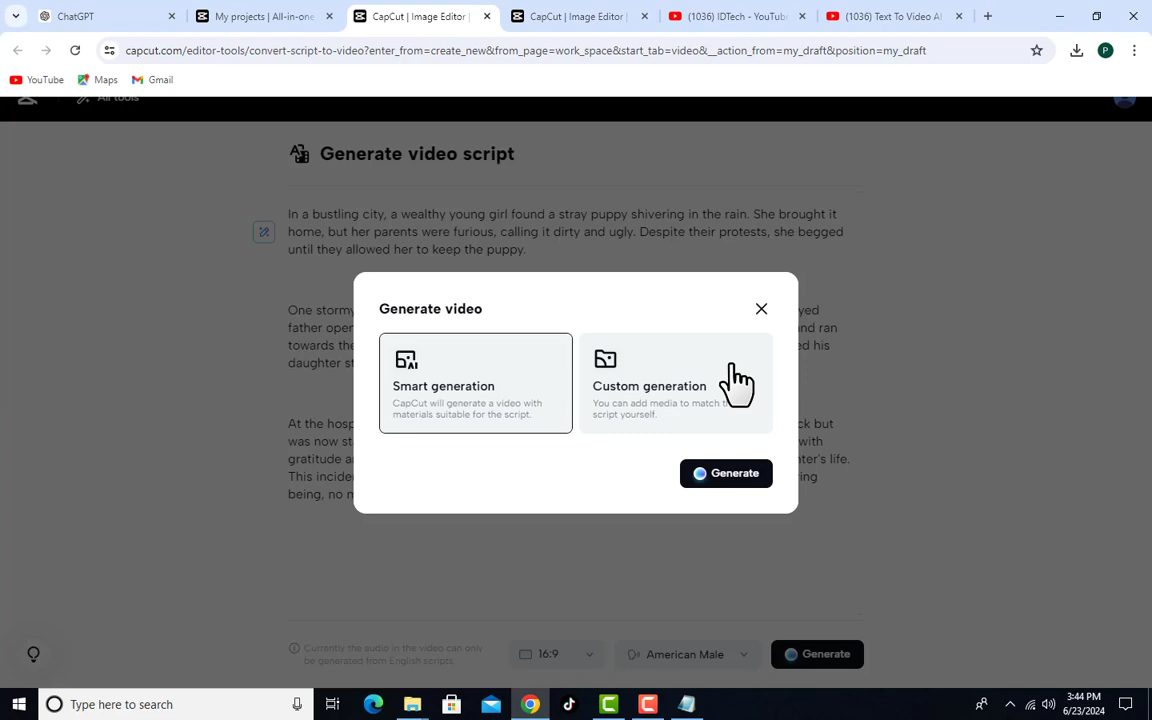 ChatGPT
My projects | All-in-one
CapCut | Image Editor
CapCut | Image Editor
(1036) IDTech - YouTube
(1036) Text To Video AI
capcut.com/editor-tools/convert-script-to-video?enter_from=create_new&from_page=work_space&start_tab=video&__action_from=my_draft&position=my_draft
P
YouTube
Maps
Gmail
All tools
Generate video script
In a bustling city, a wealthy young girl found a stray puppy shivering in the rain. She brought it
home, but her parents were furious, calling it dirty and ugly. Despite their protests, she begged
until they allowed her to keep the puppy.
Generate video
Smart generation
CapCut will generate a video with
materials suitable for the script.
Custom generation
You can add media to match
script yourself.
Generate
One stormy
father open
and ran
towards the
his
daughter st
At the hosp
but
was now st
with
gratitude a
life.
This incide
being, no
Currently the audio in the video can only
be generated from English scripts.
16:9
American Male
Generate
Type here to search
3:44 PM
6/23/2024